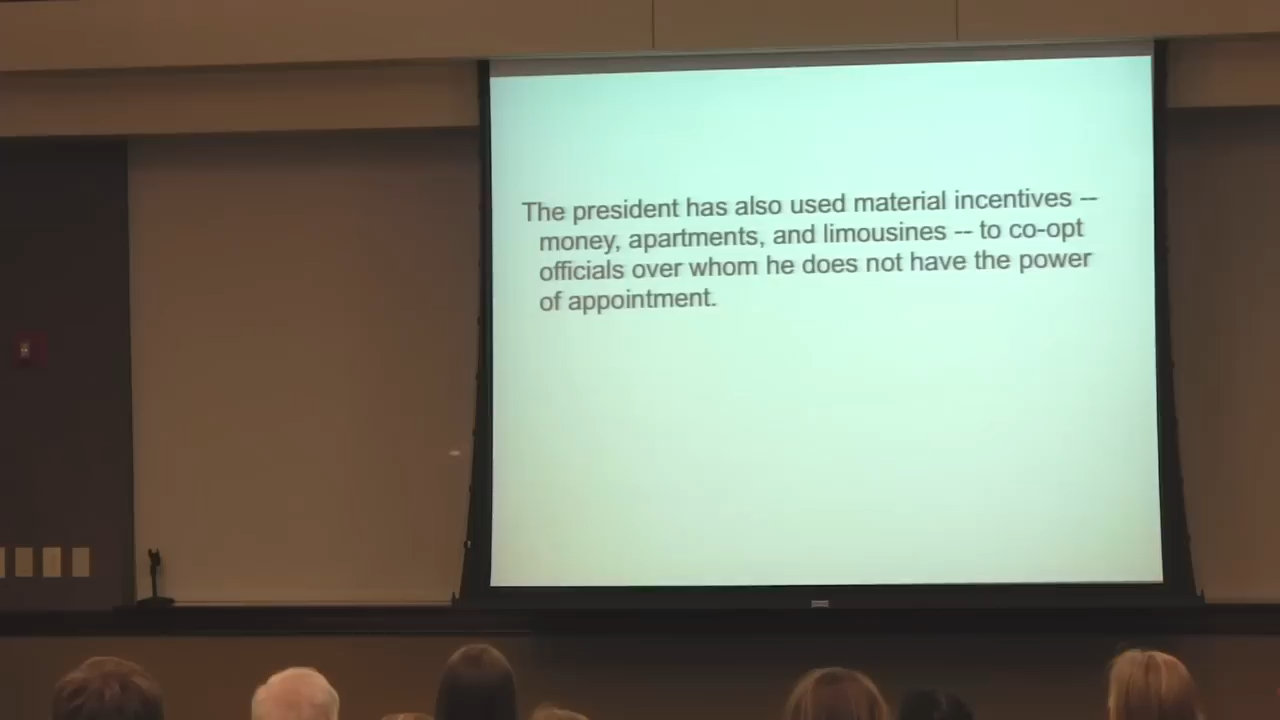 The president has also used material incentives --
money, apartments, and limousines -- to co-opt
officials over whom he does not have the power
of appointment.